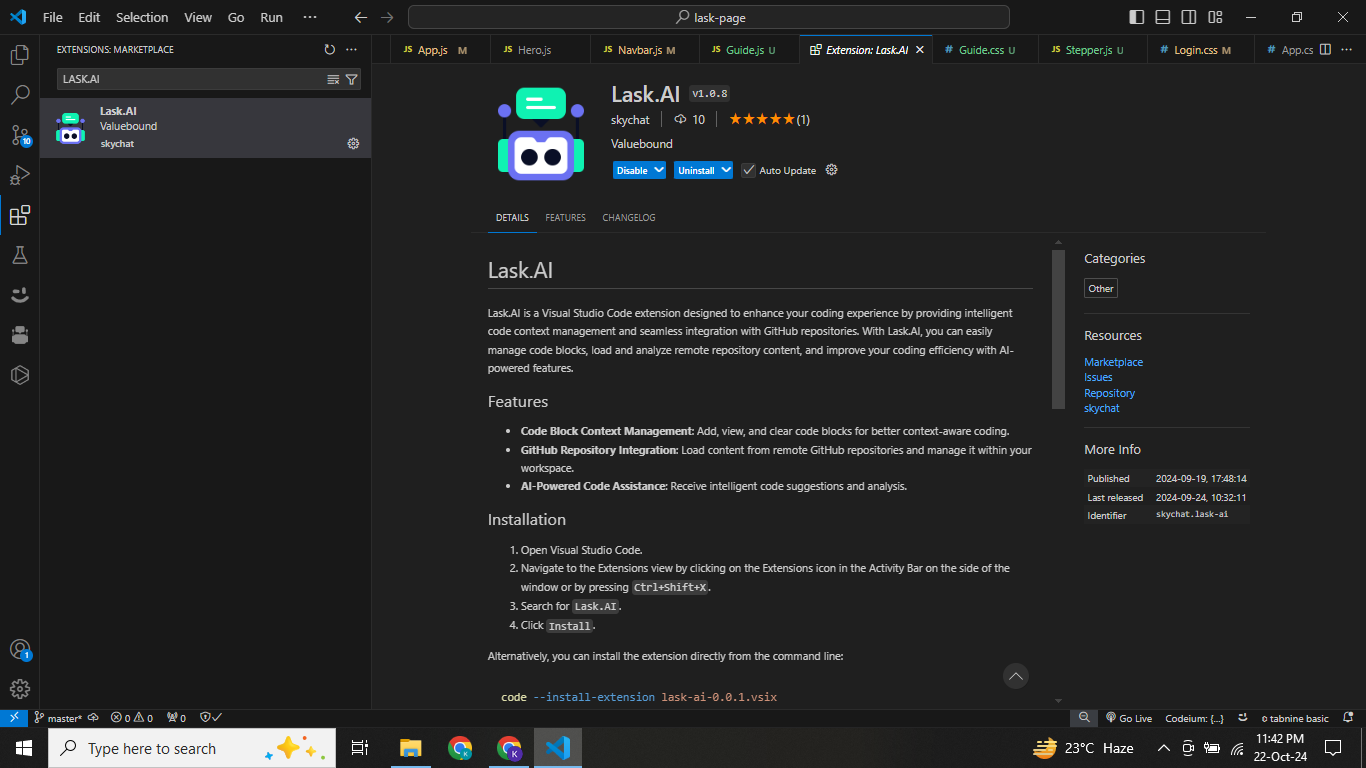 File Edit Selection View Go Run ··· lask-page
EXTENSIONS: MARKETPLACE
LASK.AI
Lask.AI
Valuebound
skychat
10
1
App.js M
Hero.js
Navbar.js M
Guide.js U
Extension: Lask.AI
Guide.css U
Stepper.js U
Login.css M
App.cs
Lask.AI v1.0.8
skychat 10 (1)
Valuebound
Disable Uninstall Auto Update
DETAILS FEATURES CHANGELOG
Lask.AI
Lask.AI is a Visual Studio Code extension designed to enhance your coding experience by providing intelligent
code context management and seamless integration with GitHub repositories. With Lask.AI, you can easily
manage code blocks, load and analyze remote repository content, and improve your coding efficiency with AI-
powered features.
Features
• Code Block Context Management: Add, view, and clear code blocks for better context-aware coding.
• GitHub Repository Integration: Load content from remote GitHub repositories and manage it within your
workspace.
• AI-Powered Code Assistance: Receive intelligent code suggestions and analysis.
Installation
1. Open Visual Studio Code.
2. Navigate to the Extensions view by clicking on the Extensions icon in the Activity Bar on the side of the
window or by pressing Ctrl+Shift+X.
3. Search for Lask.AI.
4. Click Install.
Alternatively, you can install the extension directly from the command line:
code --install-extension lask-ai-0.0.1.vsix
Categories
Other
Resources
Marketplace
Issues
Repository
skychat
More Info
Published 2024-09-19, 17:48:14
Last released 2024-09-24, 10:32:11
Identifier skychat.lask-ai
master* 0 0 0 Go Live Codeium: {...} tabnine basic
Type here to search
K
K
23°C Haze
11:42 PM
22-Oct-24